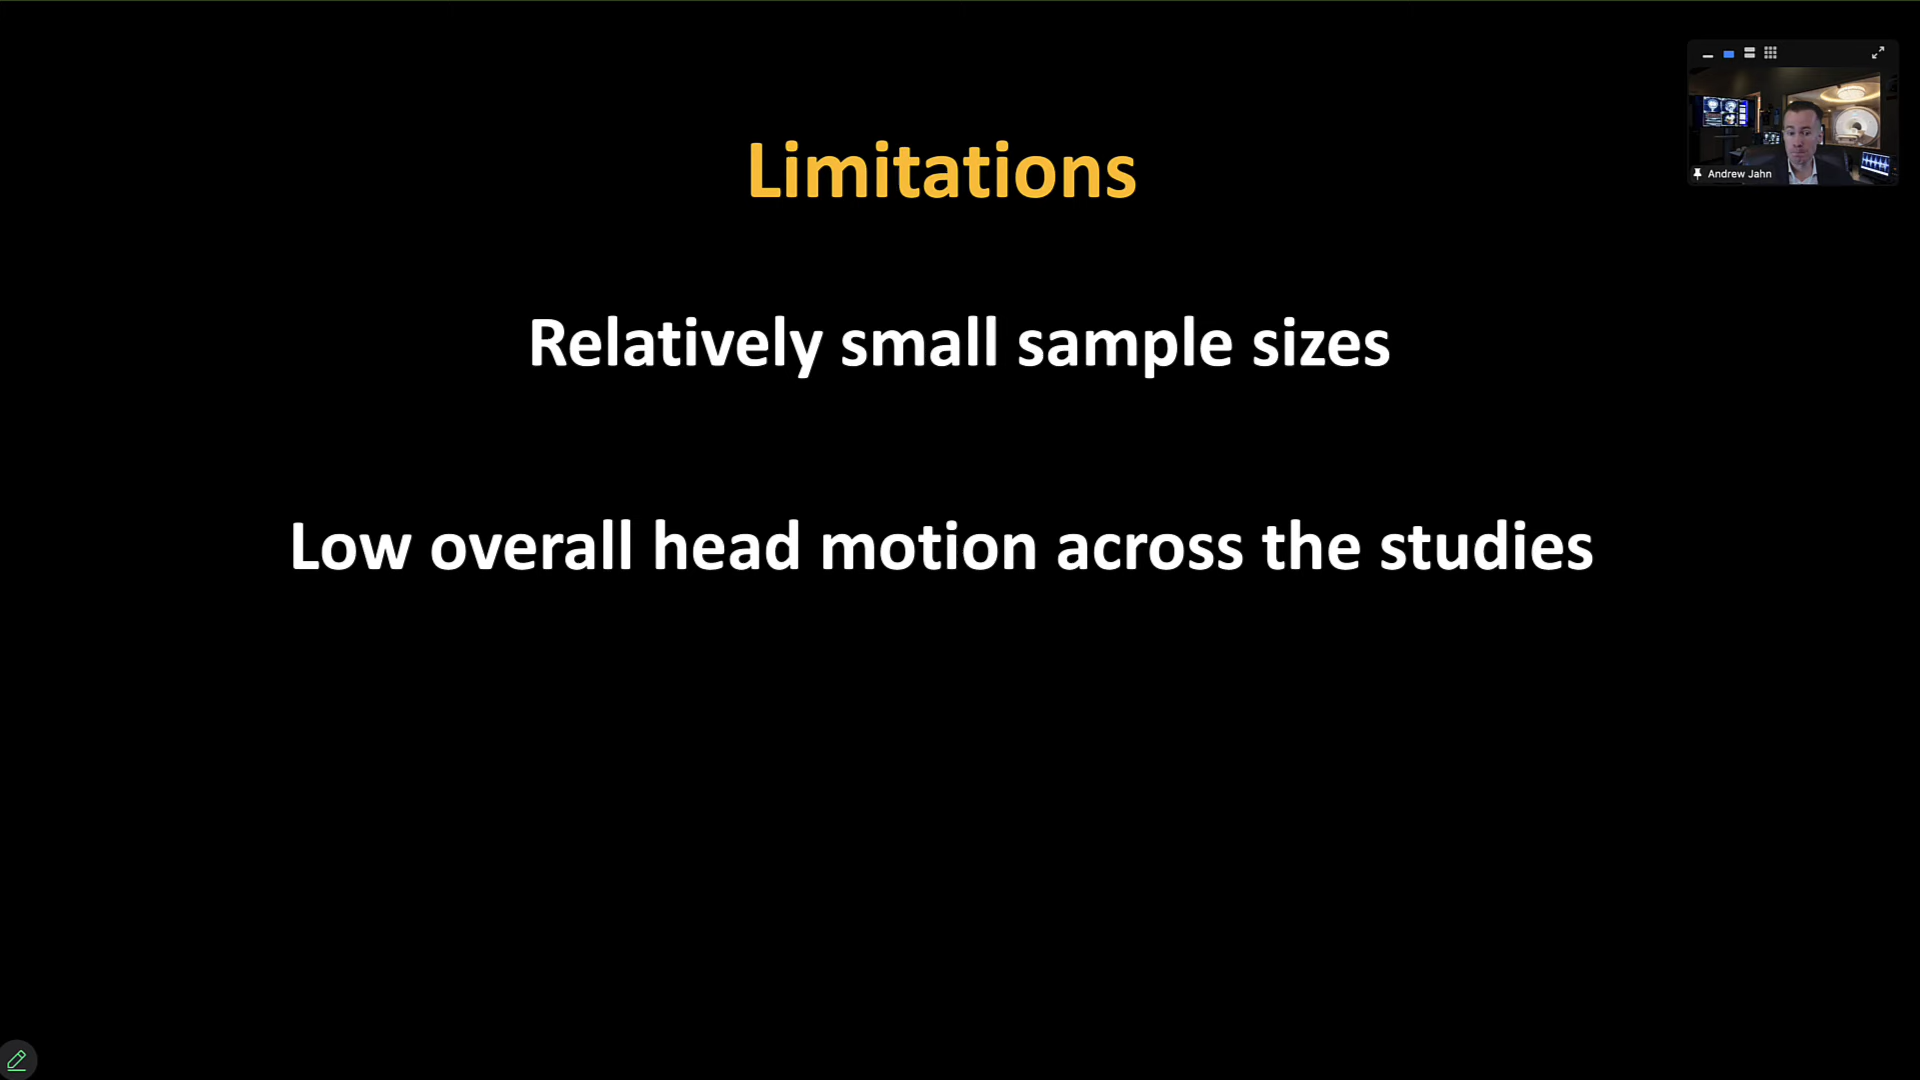 Limitations
Andrew Jahn
Relatively small sample sizes
Low overall head motion across the studies